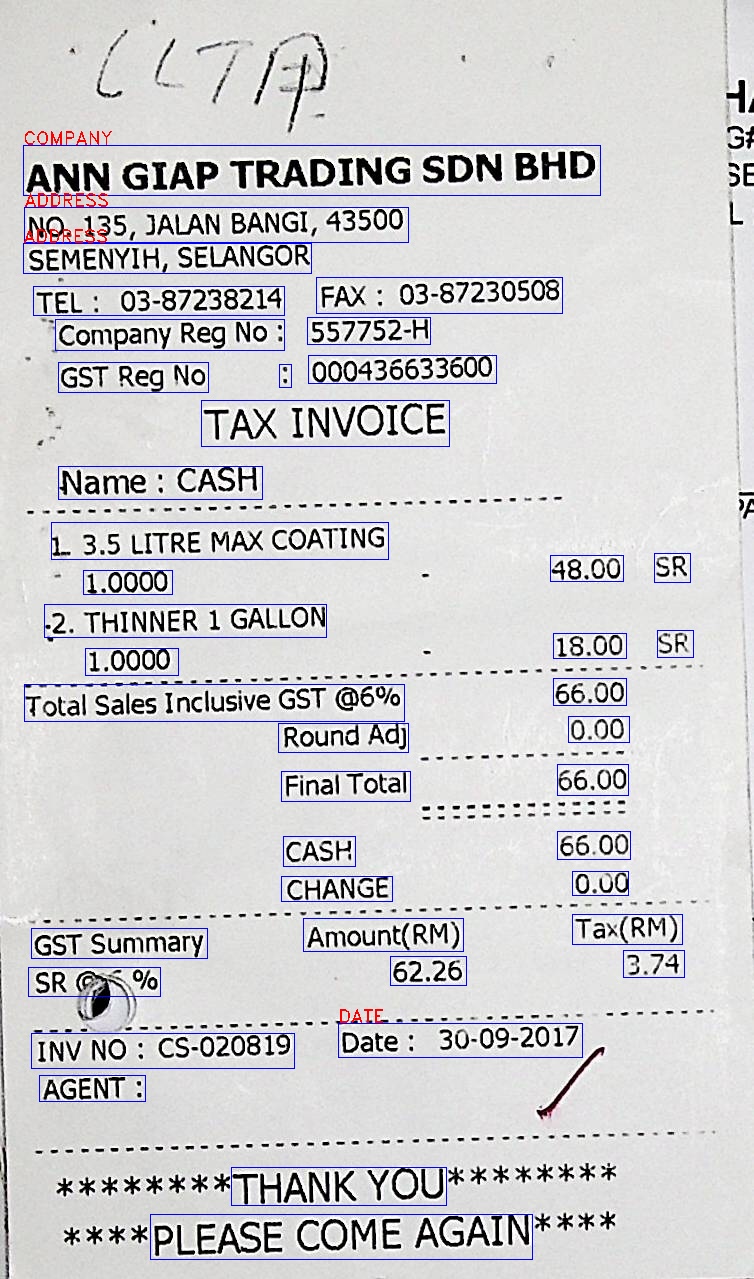 CLTA
COMPANY
ANN GIAP TRADING SDN BHD
ADDRESS
NO. 135, JALAN BANGI, 43500
ADDRESS
SEMENYIH, SELANGOR
TEL : 03-87238214 FAX : 03-87230508
Company Reg No : 557752-H
GST Reg No : 000436633600
TAX INVOICE
Name : CASH
1. 3.5 LITRE MAX COATING
1.0000 - 48.00 SR
2. THINNER 1 GALLON
1.0000 - 18.00 SR
Total Sales Inclusive GST @6% 66.00
Round Adj 0.00
Final Total 66.00
CASH 66.00
CHANGE 0.00
GST Summary Amount(RM) Tax(RM)
SR @ 6 % 62.26 3.74
DATE
INV NO : CS-020819 Date : 30-09-2017
AGENT :
********THANK YOU********
****PLEASE COME AGAIN****